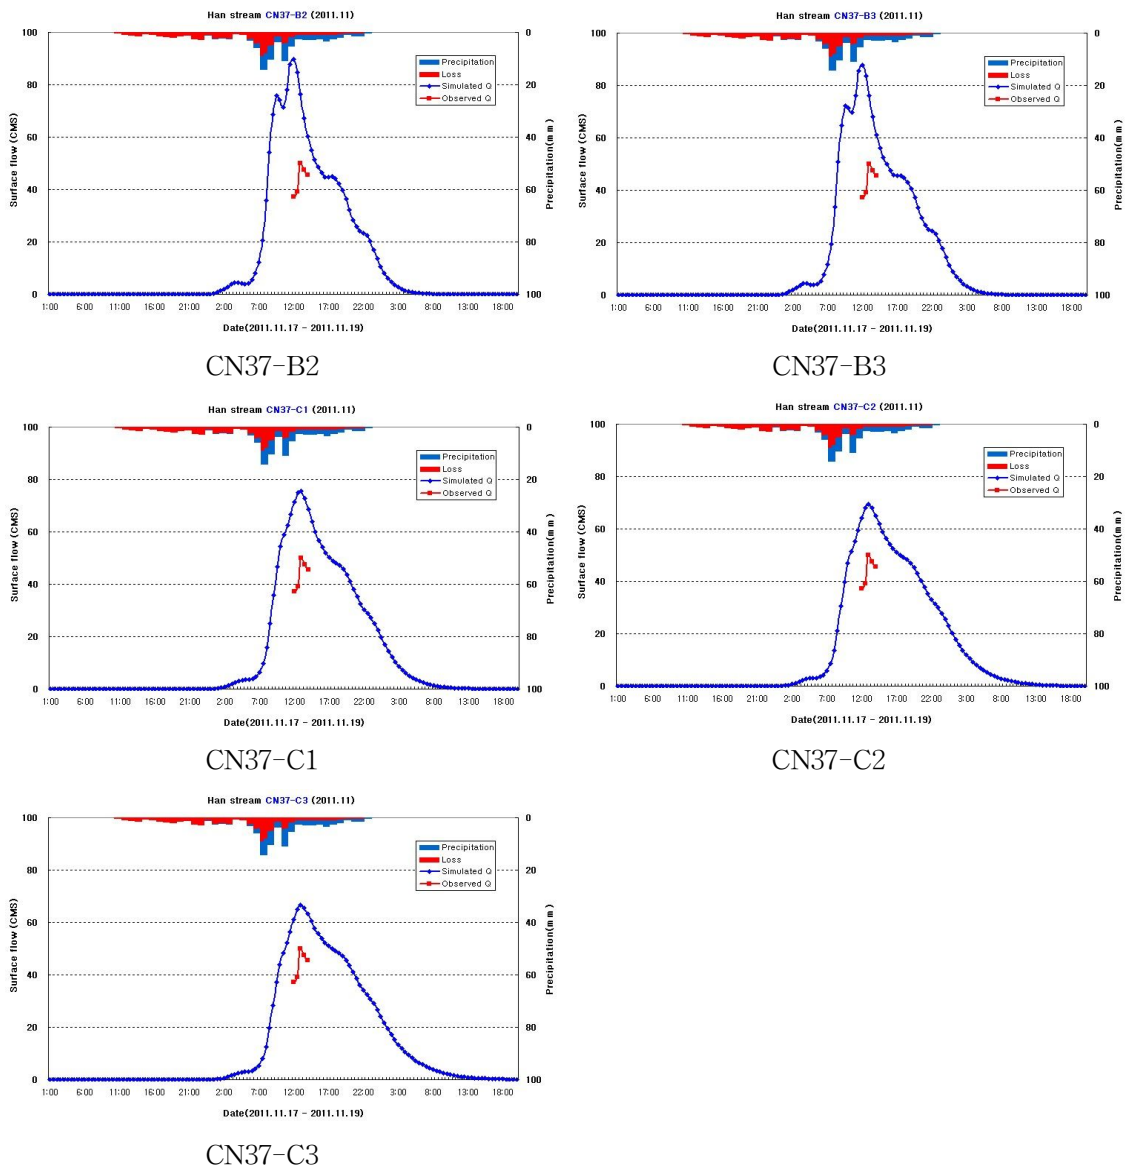 Han stream CN37-B2 (2011.11)
100
80
60
40
20
0
Surface flow (CMS)
0
20
40
60
80
100
Precipitation(mm)
Precipitation
Loss
Simulated Q
Observed Q
1:00 6:00 11:00 16:00 21:00 2:00 7:00 12:00 17:00 22:00 3:00 8:00 13:00 18:00
Date(2011.11.17 - 2011.11.19)
CN37-B2
Han stream CN37-B3 (2011.11)
100
80
60
40
20
0
Surface flow (CMS)
0
20
40
60
80
100
Precipitation(mm)
Precipitation
Loss
Simulated Q
Observed Q
1:00 6:00 11:00 16:00 21:00 2:00 7:00 12:00 17:00 22:00 3:00 8:00 13:00 18:00
Date(2011.11.17 - 2011.11.19)
CN37-B3
Han stream CN37-C1 (2011.11)
100
80
60
40
20
0
Surface flow (CMS)
0
20
40
60
80
100
Precipitation(mm)
Precipitation
Loss
Simulated Q
Observed Q
1:00 6:00 11:00 16:00 21:00 2:00 7:00 12:00 17:00 22:00 3:00 8:00 13:00 18:00
Date(2011.11.17 - 2011.11.19)
CN37-C1
Han stream CN37-C2 (2011.11)
100
80
60
40
20
0
Surface flow (CMS)
0
20
40
60
80
100
Precipitation(mm)
Precipitation
Loss
Simulated Q
Observed Q
1:00 6:00 11:00 16:00 21:00 2:00 7:00 12:00 17:00 22:00 3:00 8:00 13:00 18:00
Date(2011.11.17 - 2011.11.19)
CN37-C2
Han stream CN37-C3 (2011.11)
100
80
60
40
20
0
Surface flow (CMS)
0
20
40
60
80
100
Precipitation(mm)
Precipitation
Loss
Simulated Q
Observed Q
1:00 6:00 11:00 16:00 21:00 2:00 7:00 12:00 17:00 22:00 3:00 8:00 13:00 18:00
Date(2011.11.17 - 2011.11.19)
CN37-C3